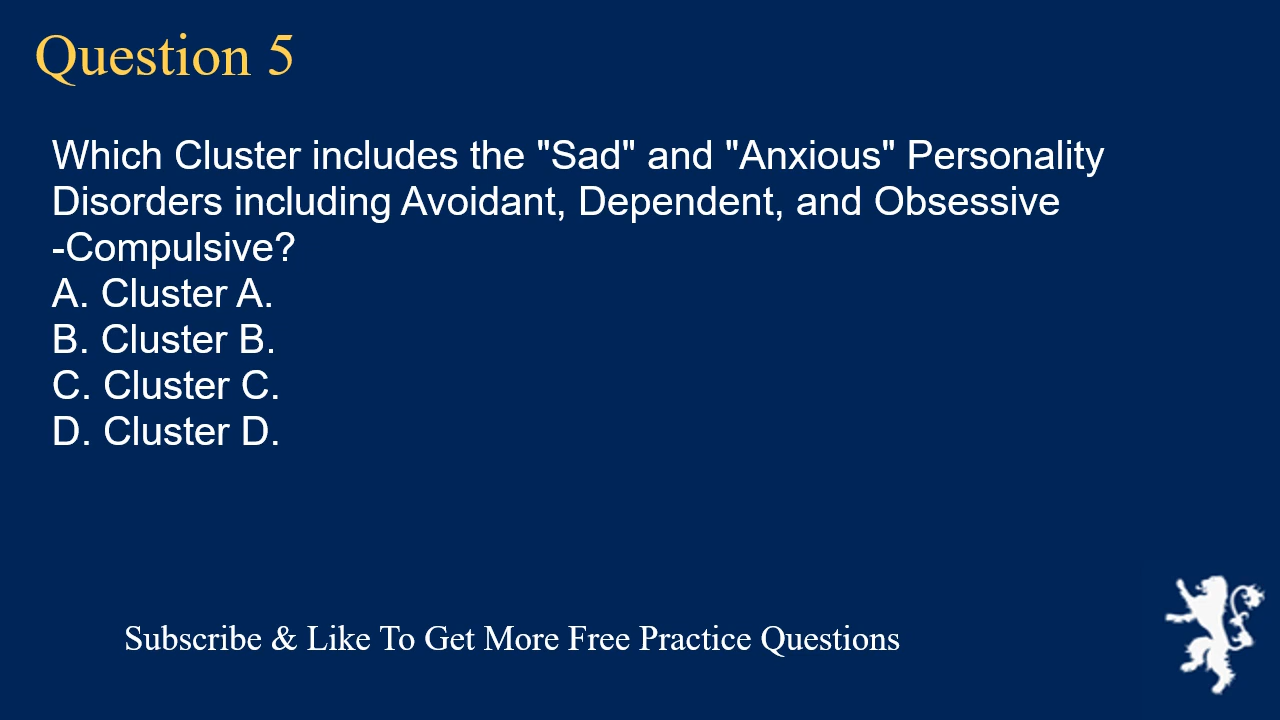 Question 5
Which Cluster includes the "Sad" and "Anxious" Personality
Disorders including Avoidant, Dependent, and Obsessive
-Compulsive?
A. Cluster A.
B. Cluster B.
C. Cluster C.
D. Cluster D.
Subscribe & Like To Get More Free Practice Questions